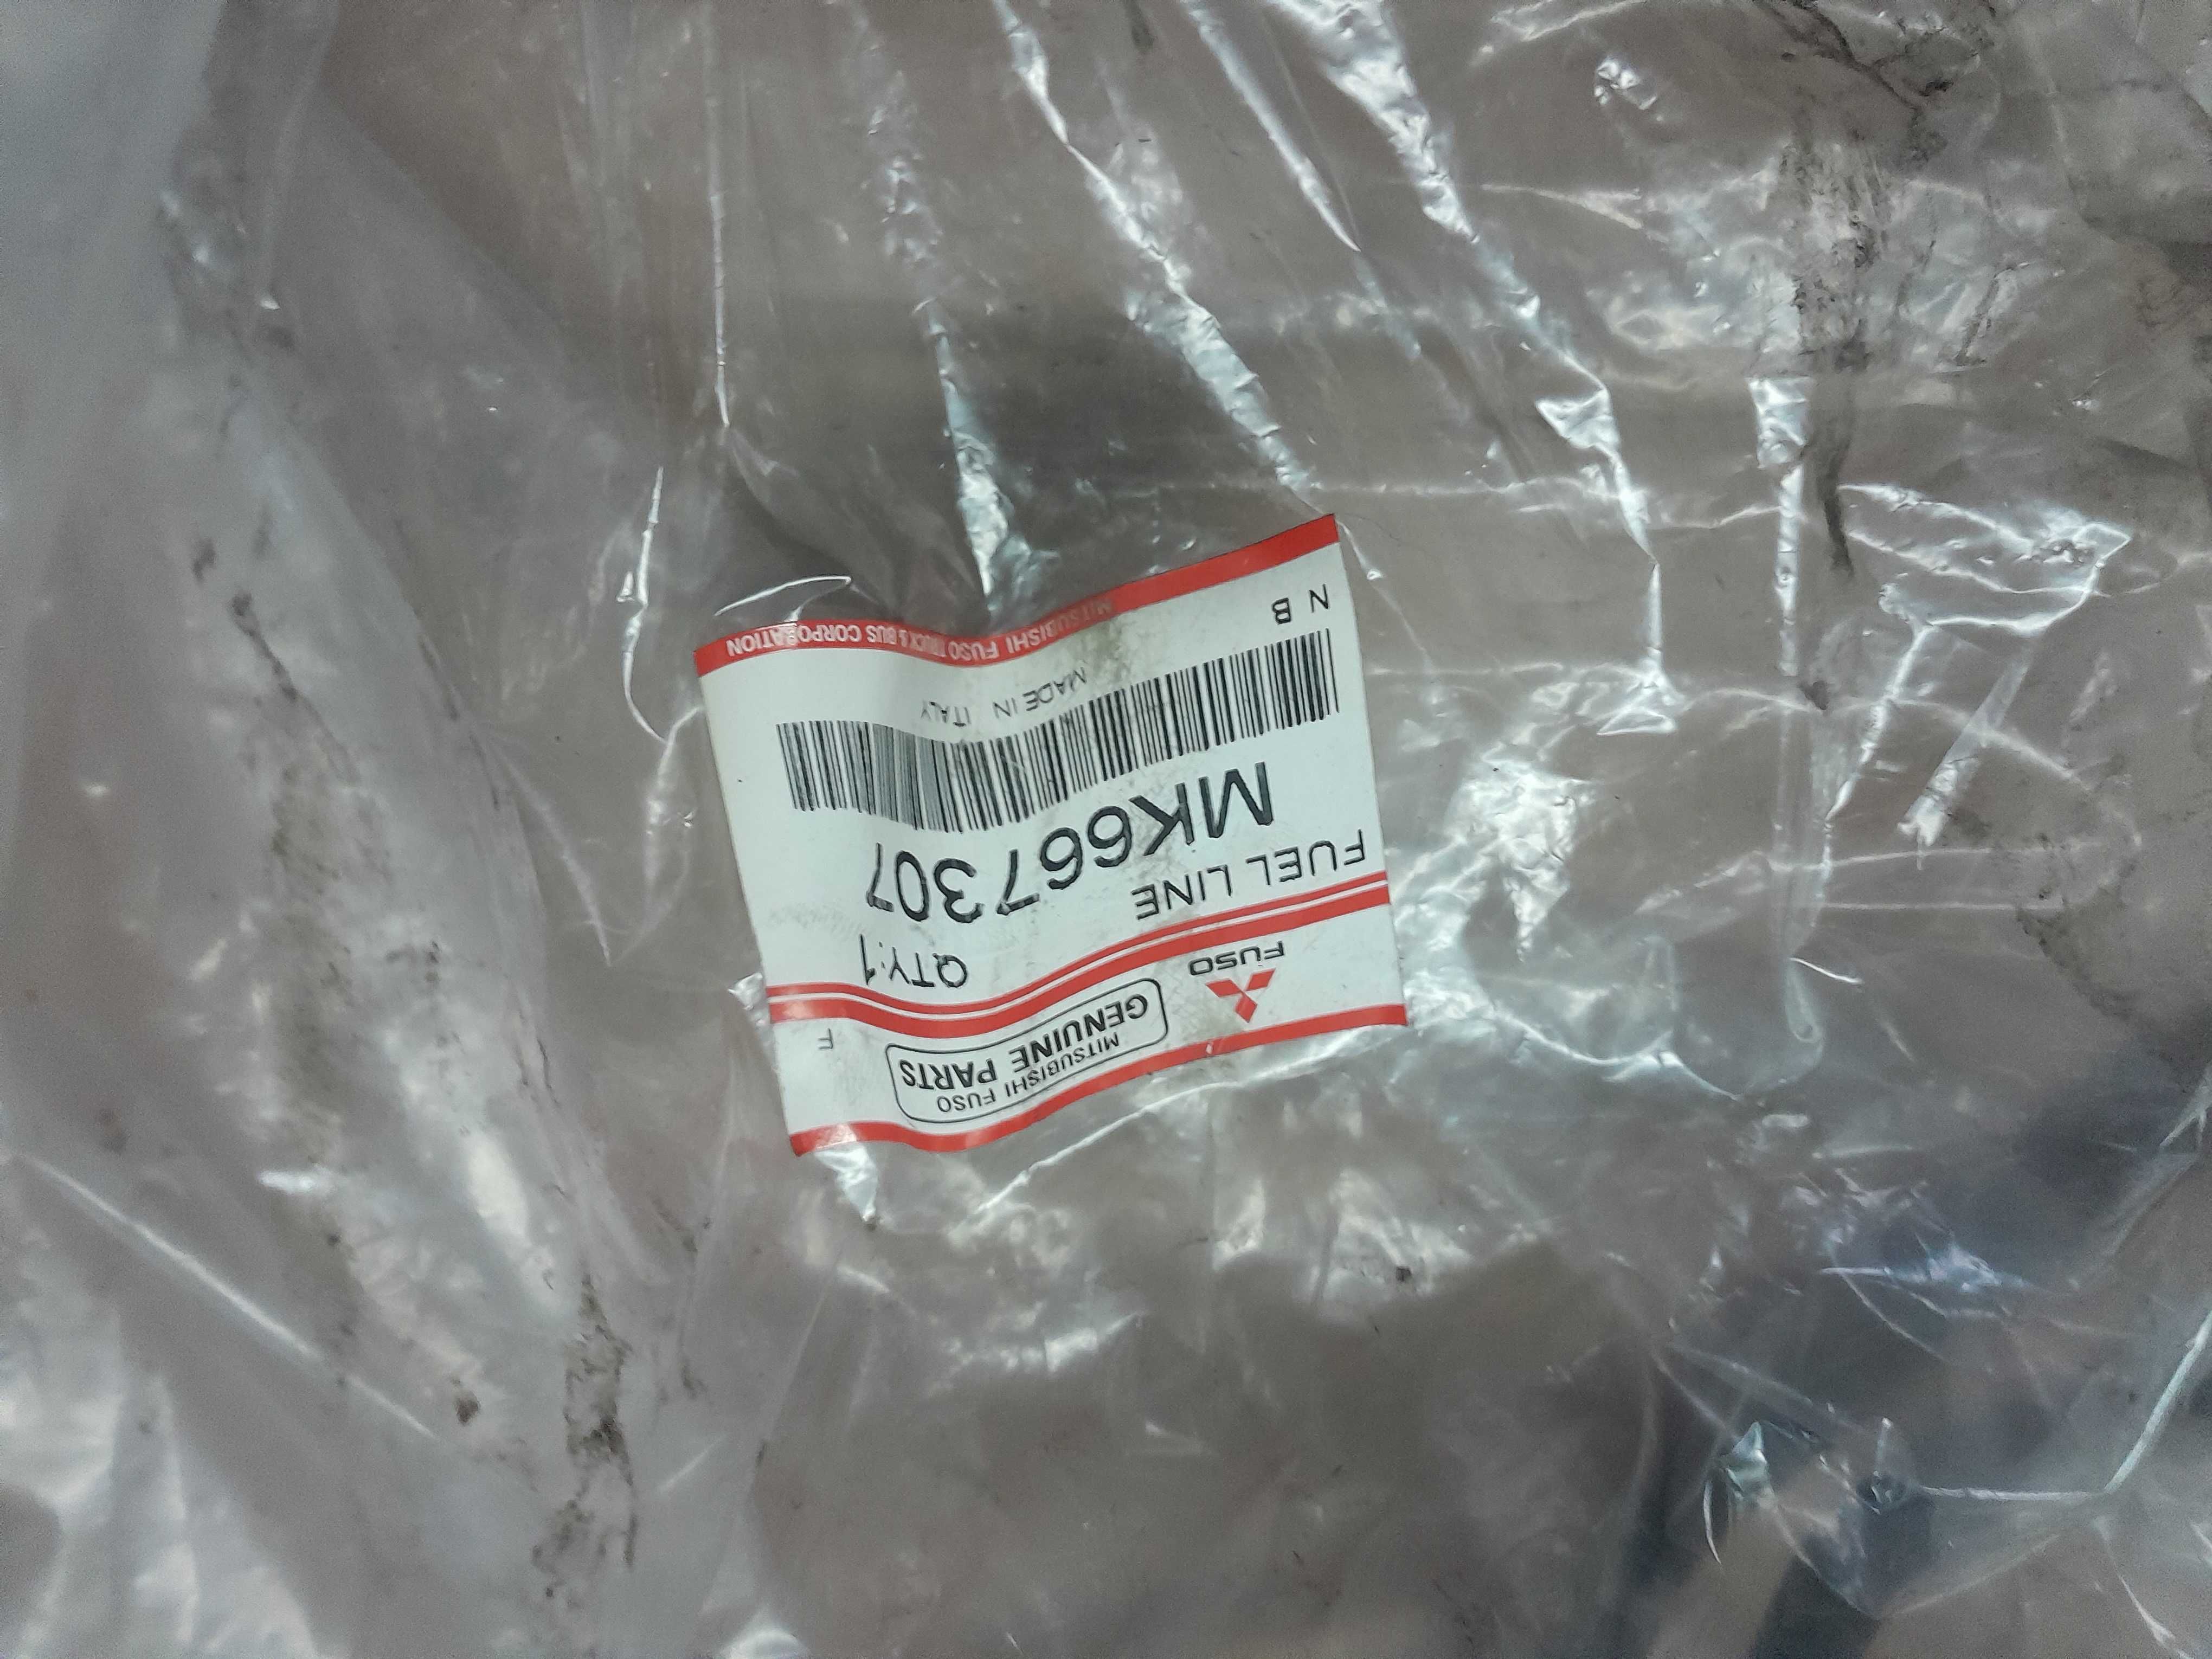 FUSO
MITSUBISHI FUSO
GENUINE PARTS
F
FUEL LINE
QTY:1
MK667307
MADE IN ITALY
N B
MITSUBISHI FUSO TRUCK & BUS CORPORATION